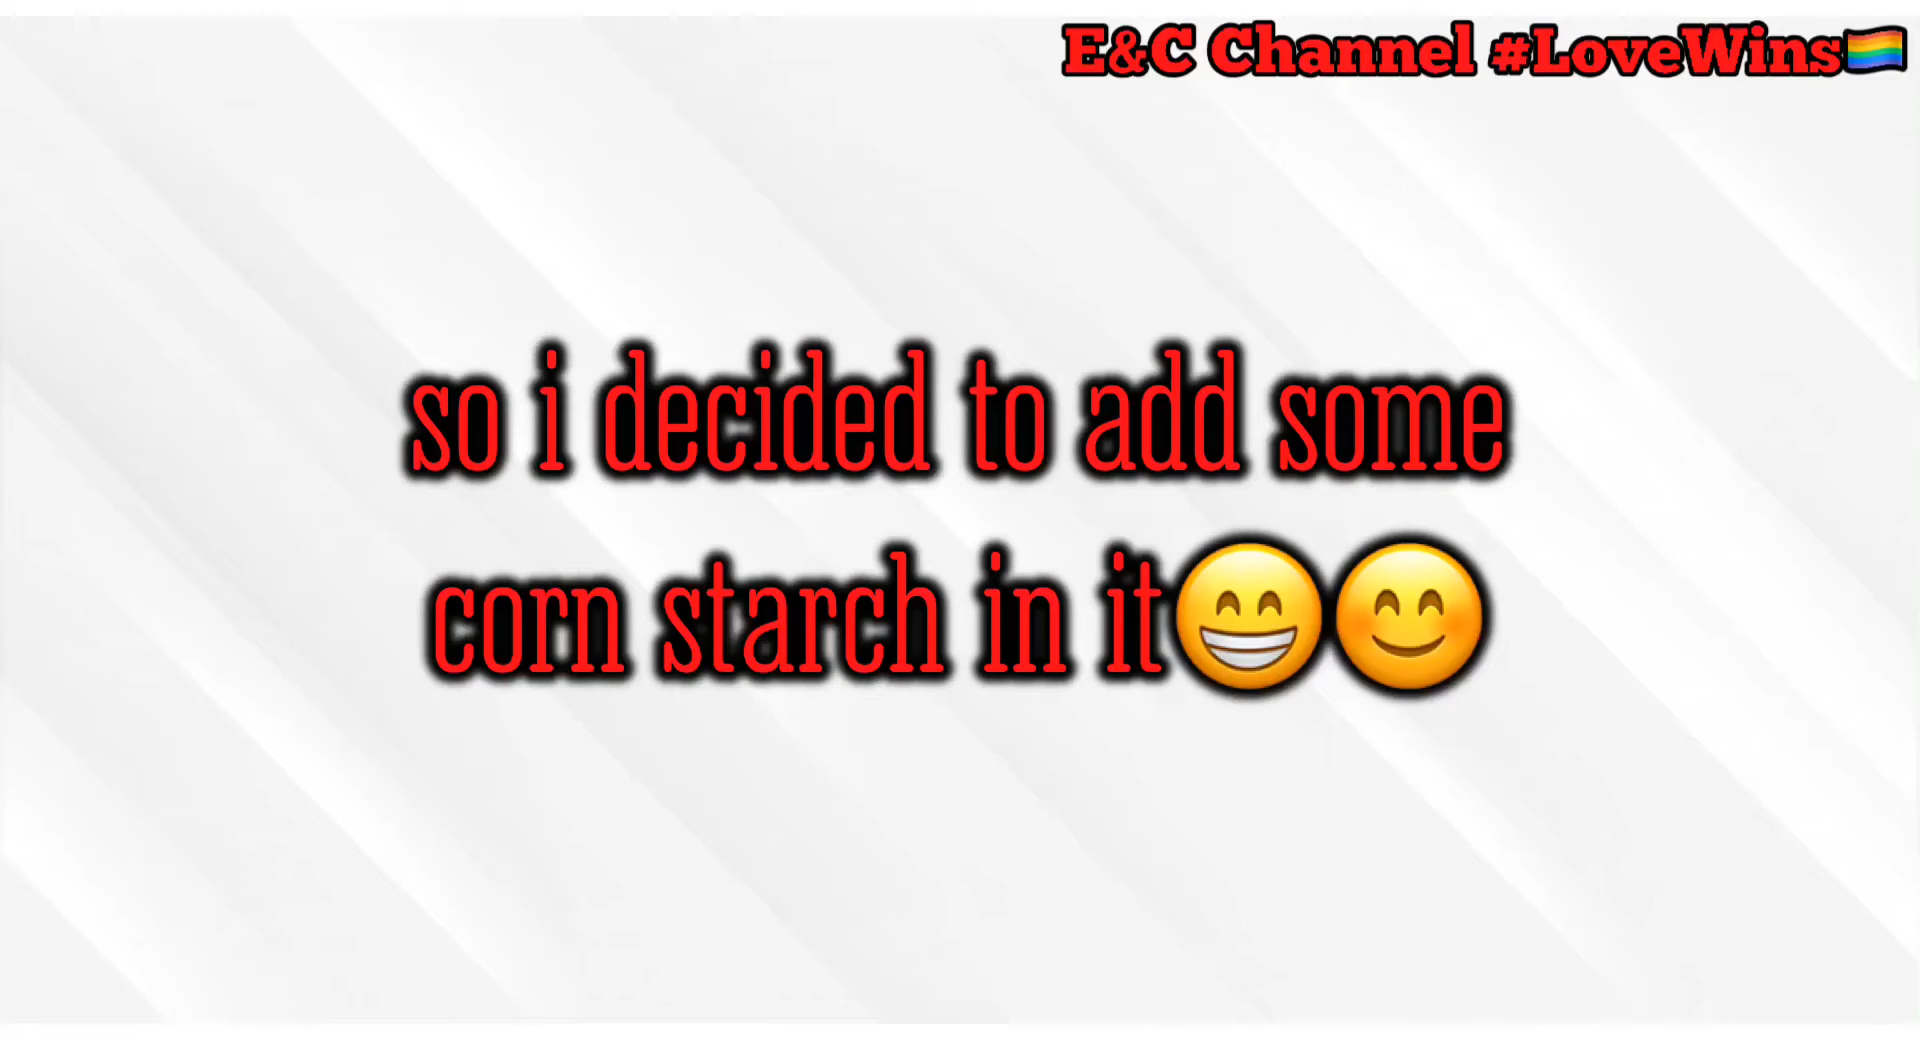 E&C Channel #LoveWins🏳️‍🌈
so i decided to add some
corn starch in it😁😊